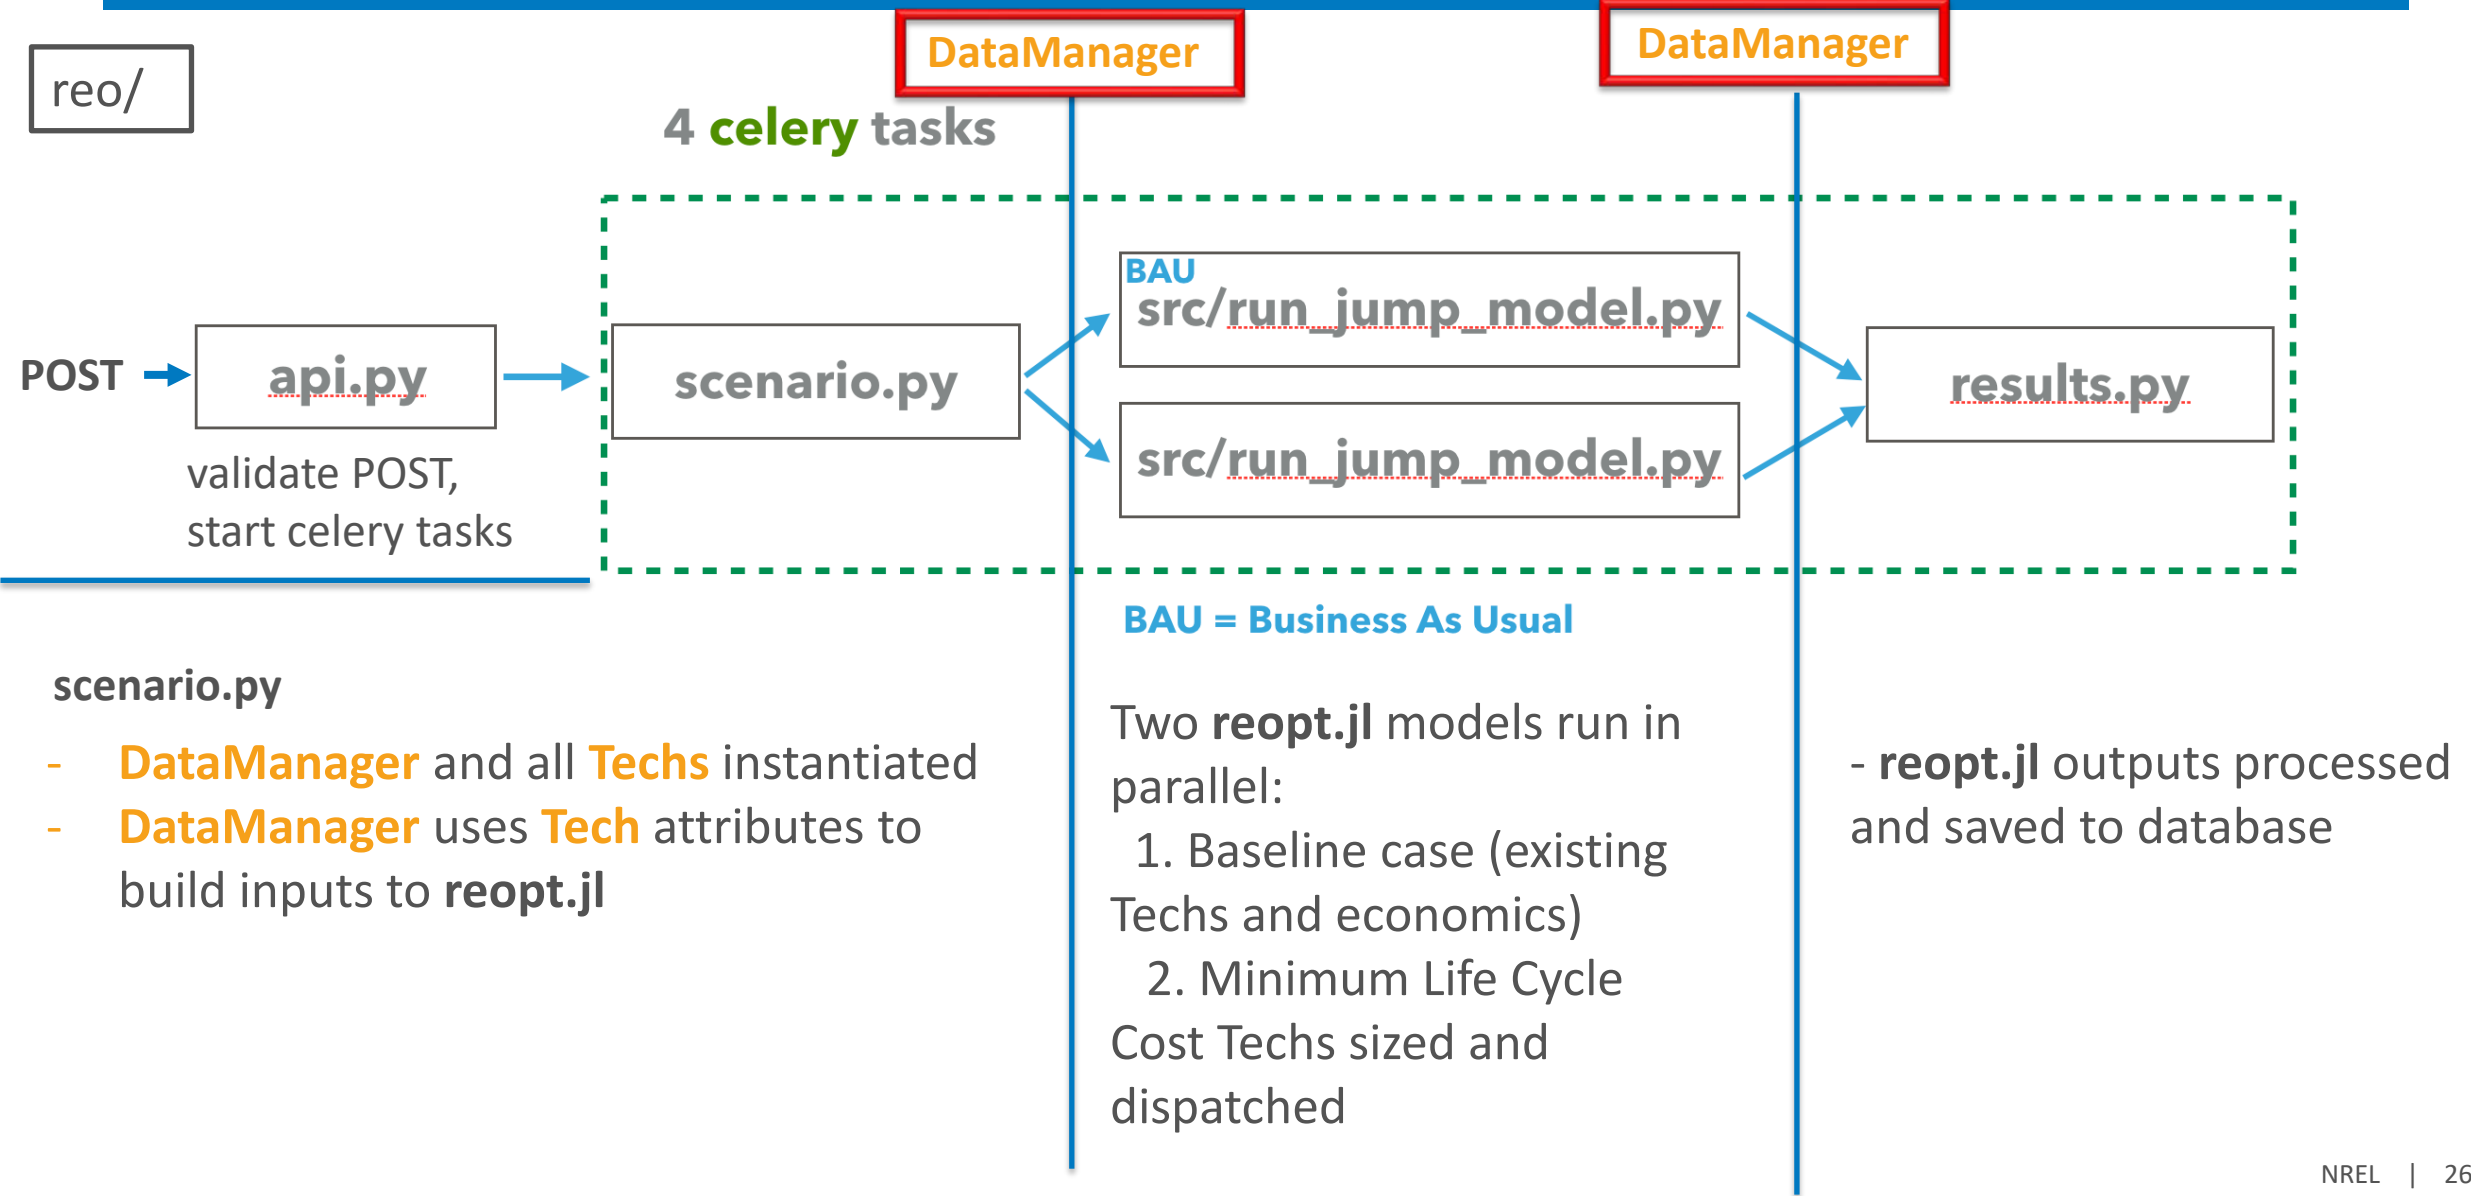 DataManager
DataManager
reo/
4 celery tasks
BAU
src/run_jump_model.py
POST
api.py
scenario.py
results.py
src/run_jump_model.py
validate POST,
start celery tasks
BAU = Business As Usual
scenario.py
- DataManager and all Techs instantiated
- DataManager uses Tech attributes to
build inputs to reopt.jl
Two reopt.jl models run in
parallel:
1. Baseline case (existing
Techs and economics)
2. Minimum Life Cycle
Cost Techs sized and
dispatched
- reopt.jl outputs processed
and saved to database
NREL | 26